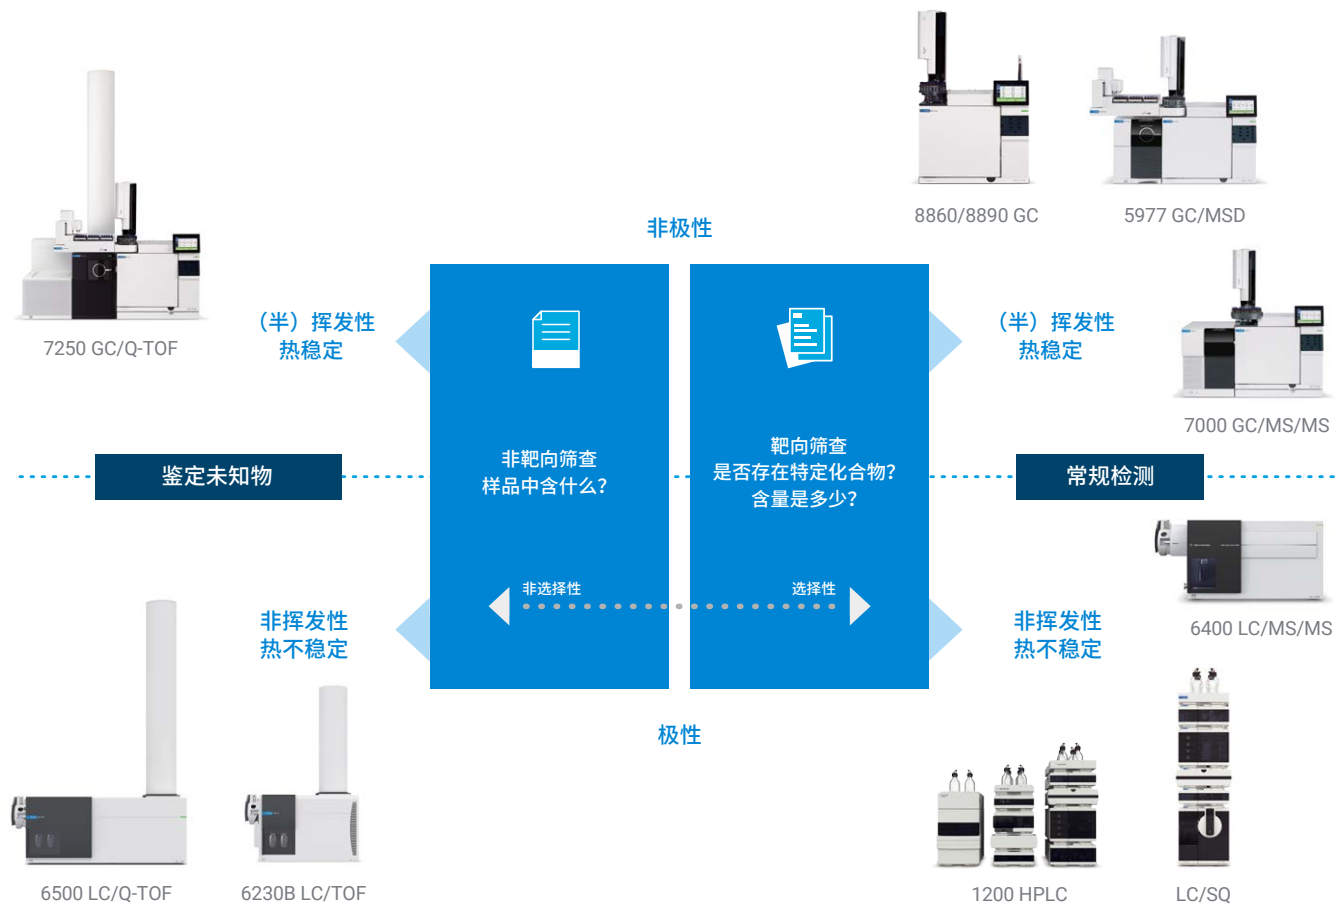 8860/8890 GC
5977 GC/MSD
非极性
7250 GC/Q-TOF
（半）挥发性
热稳定
（半）挥发性
热稳定
7000 GC/MS/MS
鉴定未知物
非靶向筛查
样品中含什么？
靶向筛查
是否存在特定化合物？
含量是多少？
常规检测
非选择性
选择性
非挥发性
热不稳定
非挥发性
热不稳定
6400 LC/MS/MS
极性
6500 LC/Q-TOF
6230B LC/TOF
1200 HPLC
LC/SQ